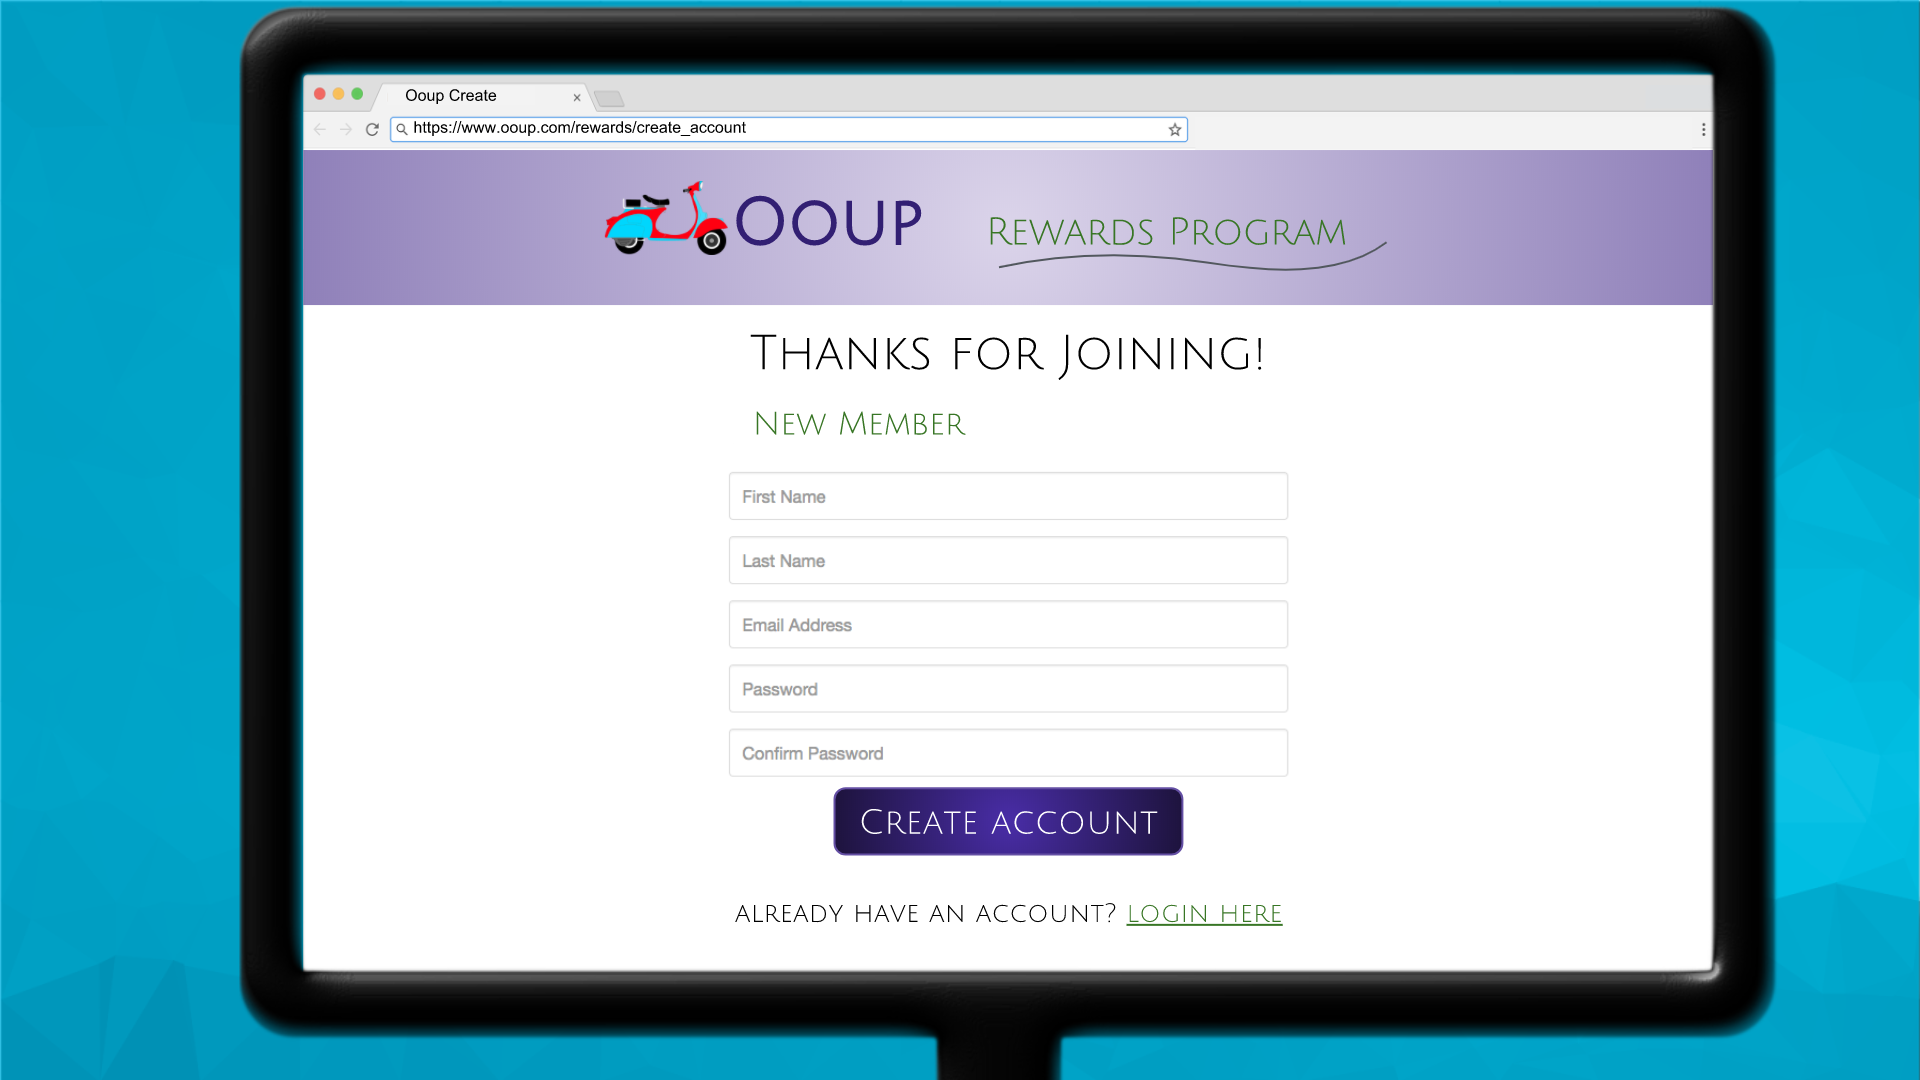 Ooup Create
https://www.ooup.com/rewards/create_account
Ooup Rewards Program
Thanks for Joining!
New Member
First Name
Last Name
Email Address
Password
Confirm Password
Create account
already have an account? login here